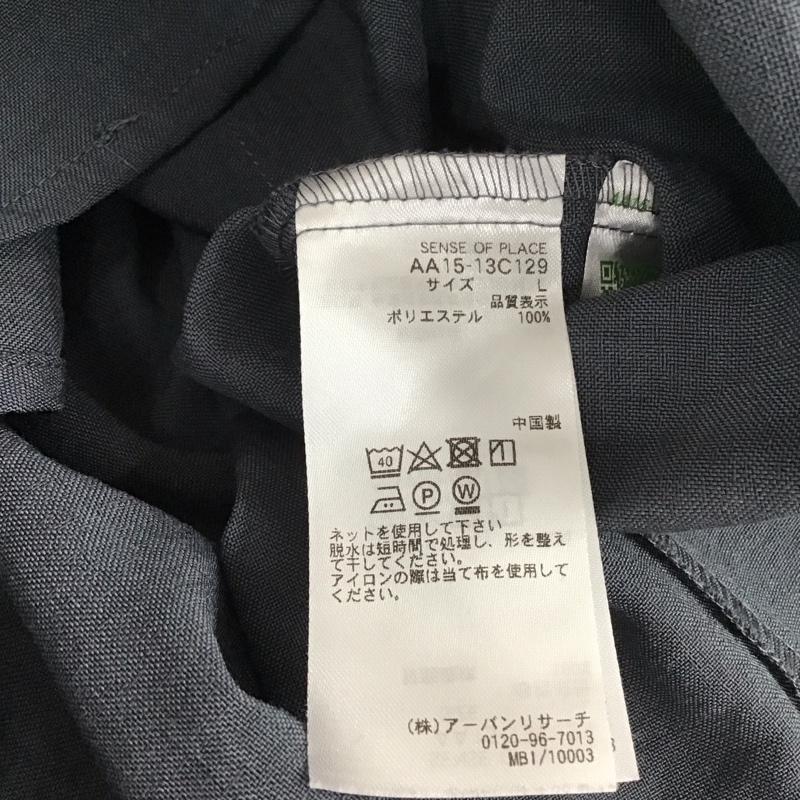 SENSE OF PLACE
AA15-13C129
サイズ L
品質表示
ポリエステル 100%
中国製
40
P W
ネットを使用して下さい
脱水は短時間で処理し、形を整え
て干してください。
アイロンの際は当て布を使用して
ください。
(株)アーバンリサーチ
0120-96-7013
MBI/10003